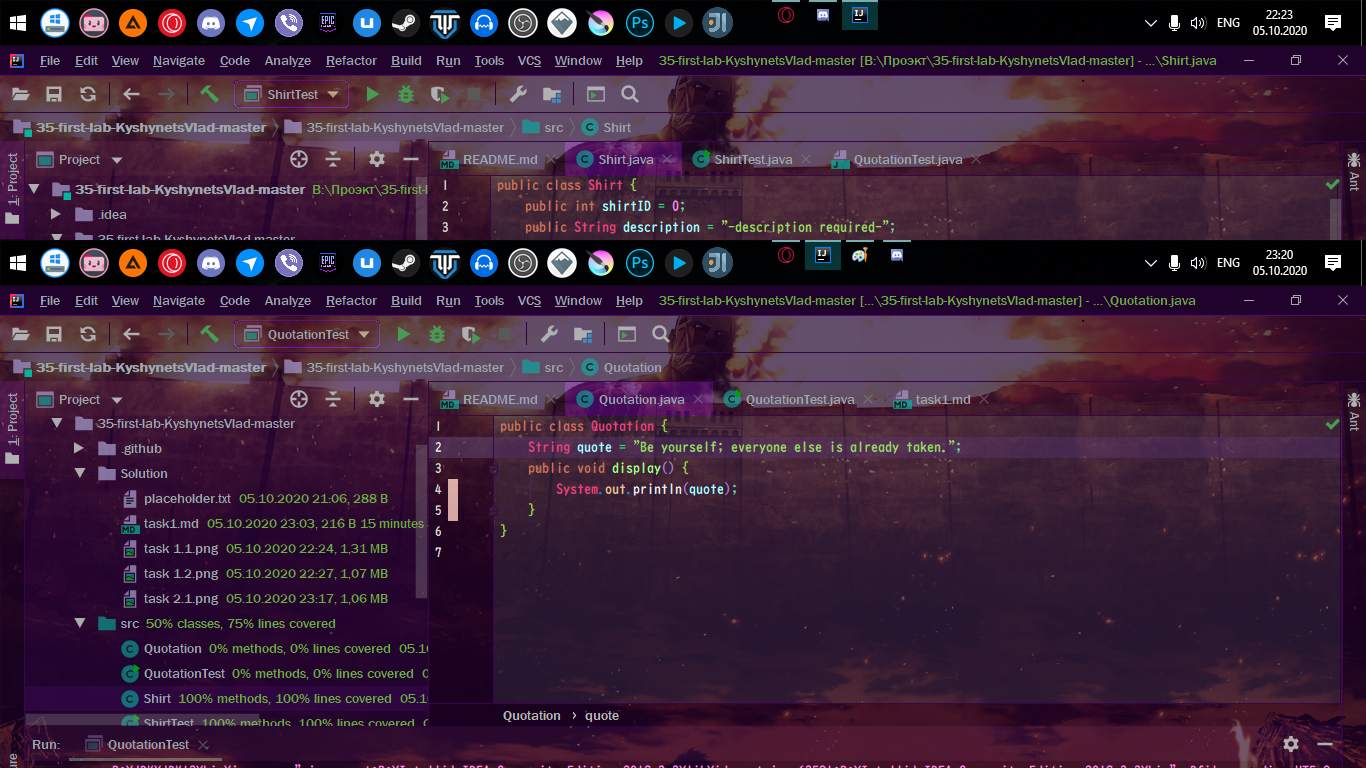 ENG
22:23
05.10.2020
File Edit View Navigate Code Analyze Refactor Build Run Tools VCS Window Help 35-first-lab-KyshynetsVlad-master [B:\Проэкт\35-first-lab-KyshynetsVlad-master] - ...\Shirt.java
ShirtTest
35-first-lab-KyshynetsVlad-master 35-first-lab-KyshynetsVlad-master src Shirt
1: Project
Project
README.md Shirt.java ShirtTest.java QuotationTest.java
Ant
35-first-lab-KyshynetsVlad-master B:\Проэкт\35-first-l
.idea
35-first-lab-KyshynetsVlad-master
1 public class Shirt {
2 public int shirtID = 0;
3 public String description = "-description required-";
ENG
23:20
05.10.2020
File Edit View Navigate Code Analyze Refactor Build Run Tools VCS Window Help 35-first-lab-KyshynetsVlad-master [...\35-first-lab-KyshynetsVlad-master] - ...\Quotation.java
QuotationTest
35-first-lab-KyshynetsVlad-master 35-first-lab-KyshynetsVlad-master src Quotation
1: Project
Project
README.md Quotation.java QuotationTest.java task1.md
Ant
35-first-lab-KyshynetsVlad-master
.github
Solution
placeholder.txt 05.10.2020 21:06, 288 B
task1.md 05.10.2020 23:03, 216 B 15 minutes
task 1.1.png 05.10.2020 22:24, 1,31 MB
task 1.2.png 05.10.2020 22:27, 1,07 MB
task 2.1.png 05.10.2020 23:17, 1,06 MB
src 50% classes, 75% lines covered
Quotation 0% methods, 0% lines covered 05.10
QuotationTest 0% methods, 0% lines covered 0
Shirt 100% methods, 100% lines covered 05.1
ShirtTest 100% methods, 100% lines covered
1 public class Quotation {
2 String quote = "Be yourself; everyone else is already taken.";
3 public void display() {
4 System.out.println(quote);
5 }
6 }
7
Quotation › quote
Run: QuotationTest